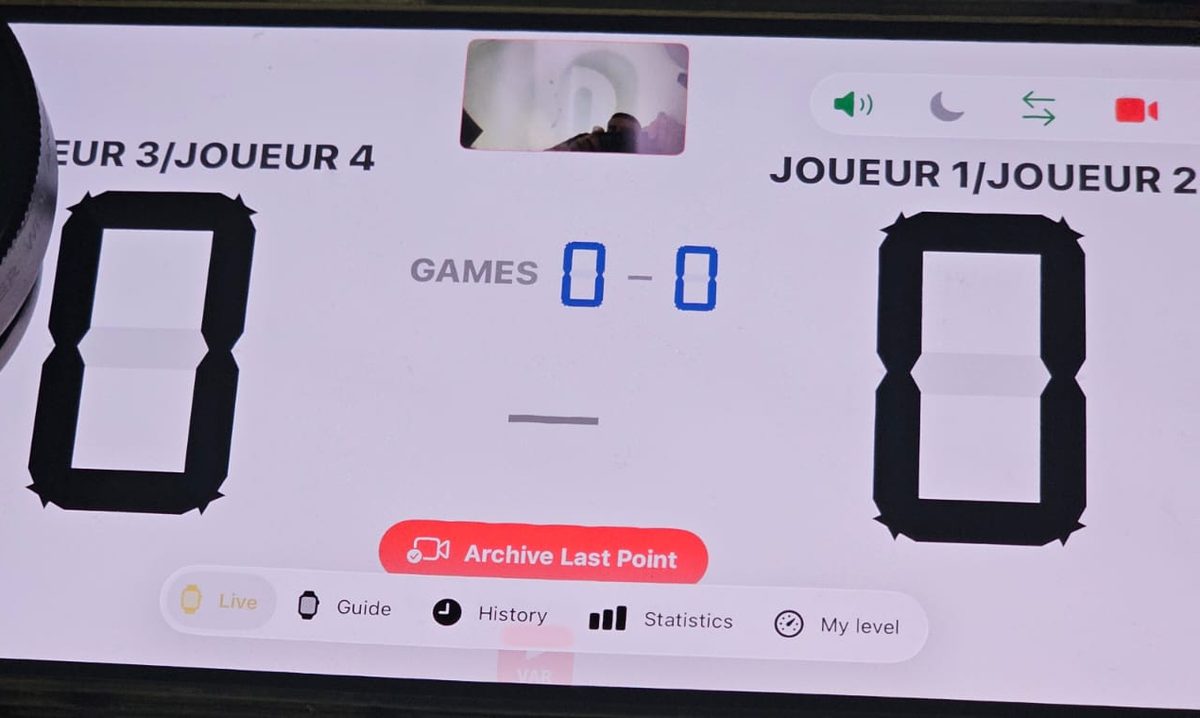 EUR 3/JOUEUR 4
JOUEUR 1/JOUEUR 2
0
GAMES 0 - 0
0
Archive Last Point
Live
Guide
History
Statistics
My level
VAR